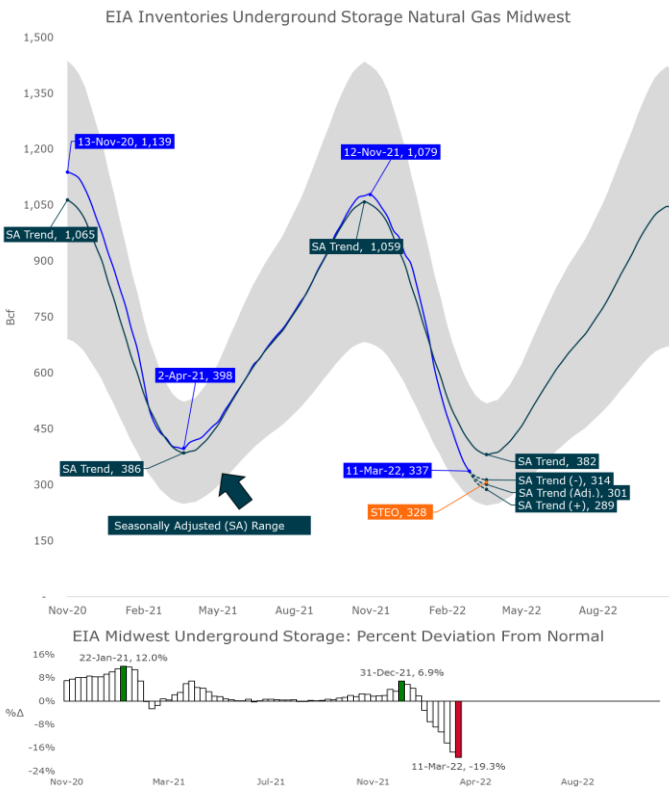 EIA Inventories Underground Storage Natural Gas Midwest
1,500
1,350
1,200
1,050
900
750
600
450
300
150
-
Bcf
13-Nov-20, 1,139
12-Nov-21, 1,079
SA Trend, 1,065
SA Trend, 1,059
2-Apr-21, 398
SA Trend, 386
11-Mar-22, 337
SA Trend, 382
SA Trend (-), 314
SA Trend (Adj.), 301
SA Trend (+), 289
STEO, 328
Seasonally Adjusted (SA) Range
Nov-20 Feb-21 May-21 Aug-21 Nov-21 Feb-22 May-22 Aug-22
EIA Midwest Underground Storage: Percent Deviation From Normal
16%
8%
0%
-8%
-16%
-24%
%Δ
22-Jan-21, 12.0%
31-Dec-21, 6.9%
11-Mar-22, -19.3%
Nov-20 Mar-21 Jul-21 Nov-21 Apr-22 Aug-22